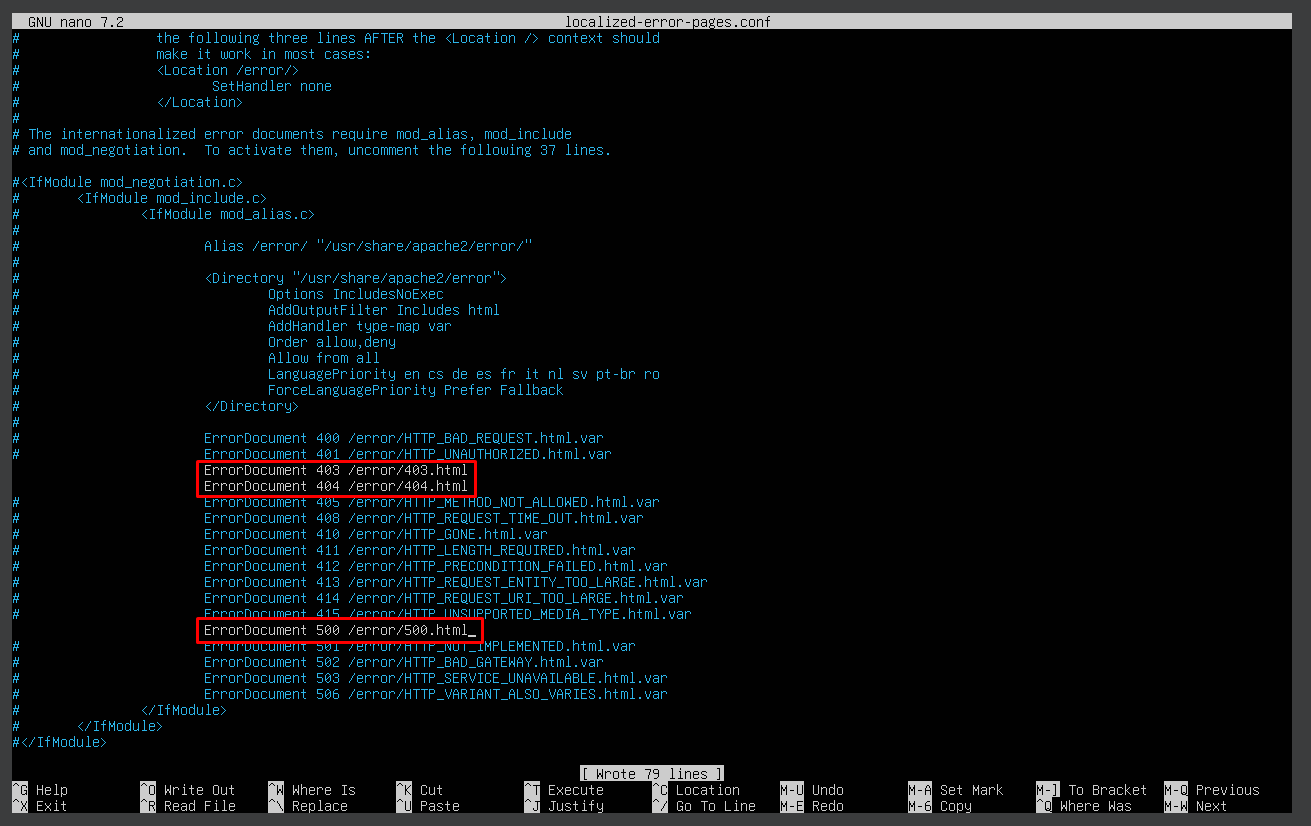 GNU nano 7.2 localized-error-pages.conf
# the following three lines AFTER the <Location /> context should
# make it work in most cases:
# <Location /error/>
# SetHandler none
# </Location>
#
# The internationalized error documents require mod_alias, mod_include
# and mod_negotiation. To activate them, uncomment the following 37 lines.
#<IfModule mod_negotiation.c>
# <IfModule mod_include.c>
# <IfModule mod_alias.c>
#
# Alias /error/ "/usr/share/apache2/error/"
#
# <Directory "/usr/share/apache2/error">
# Options IncludesNoExec
# AddOutputFilter Includes html
# AddHandler type-map var
# Order allow,deny
# Allow from all
# LanguagePriority en cs de es fr it nl sv pt-br ro
# ForceLanguagePriority Prefer Fallback
# </Directory>
#
# ErrorDocument 400 /error/HTTP_BAD_REQUEST.html.var
# ErrorDocument 401 /error/HTTP_UNAUTHORIZED.html.var
ErrorDocument 403 /error/403.html
ErrorDocument 404 /error/404.html
# ErrorDocument 405 /error/HTTP_METHOD_NOT_ALLOWED.html.var
# ErrorDocument 408 /error/HTTP_REQUEST_TIME_OUT.html.var
# ErrorDocument 410 /error/HTTP_GONE.html.var
# ErrorDocument 411 /error/HTTP_LENGTH_REQUIRED.html.var
# ErrorDocument 412 /error/HTTP_PRECONDITION_FAILED.html.var
# ErrorDocument 413 /error/HTTP_REQUEST_ENTITY_TOO_LARGE.html.var
# ErrorDocument 414 /error/HTTP_REQUEST_URI_TOO_LARGE.html.var
# ErrorDocument 415 /error/HTTP_UNSUPPORTED_MEDIA_TYPE.html.var
ErrorDocument 500 /error/500.html_
# ErrorDocument 501 /error/HTTP_NOT_IMPLEMENTED.html.var
# ErrorDocument 502 /error/HTTP_BAD_GATEWAY.html.var
# ErrorDocument 503 /error/HTTP_SERVICE_UNAVAILABLE.html.var
# ErrorDocument 506 /error/HTTP_VARIANT_ALSO_VARIES.html.var
# </IfModule>
# </IfModule>
#</IfModule>
[ Wrote 79 lines ]
^G Help ^O Write Out ^W Where Is ^K Cut ^T Execute ^C Location M-U Undo M-A Set Mark M-] To Bracket M-Q Previous
^X Exit ^R Read File ^\ Replace ^U Paste ^J Justify ^/ Go To Line M-E Redo M-6 Copy ^Q Where Was M-W Next